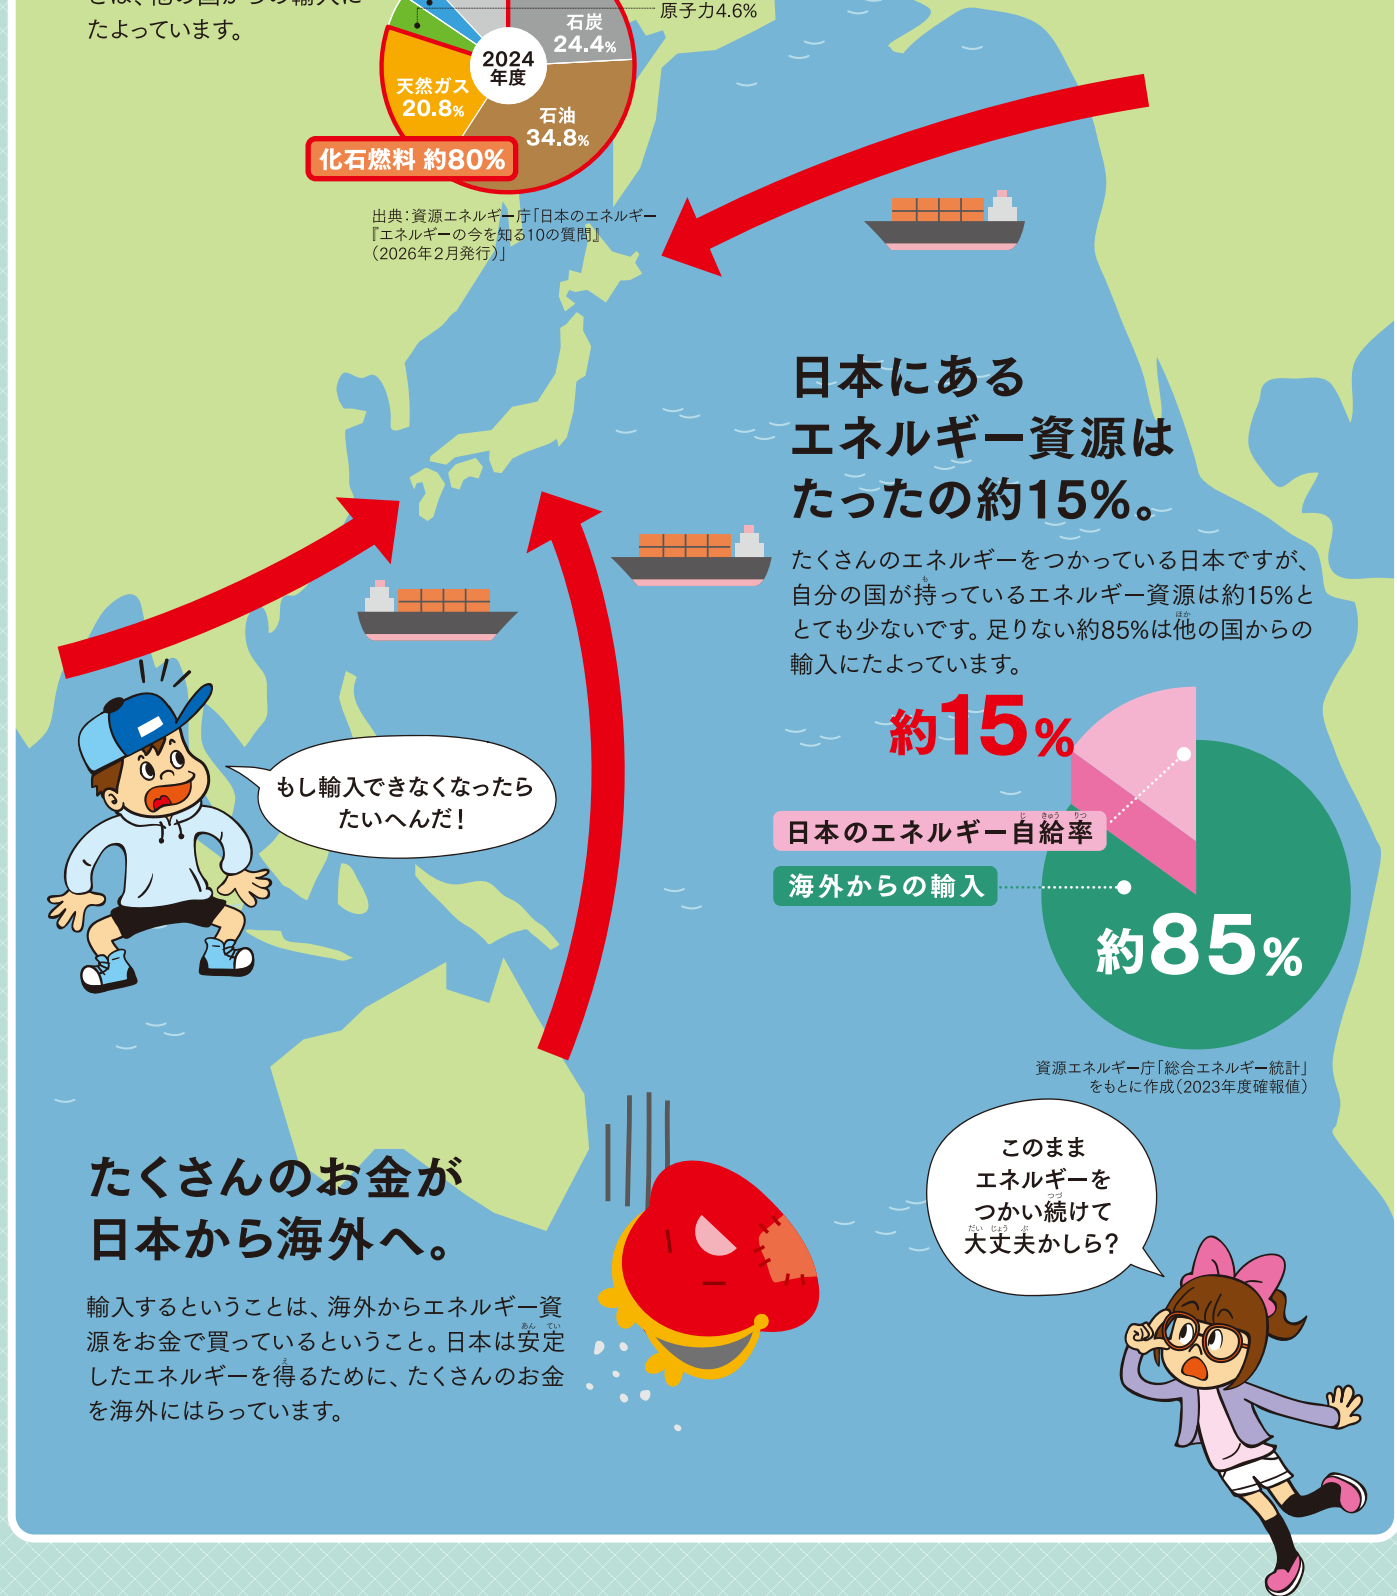 たよっています。
原子力4.6%
石炭
24.4%
2024
年度
天然ガス
20.8%
石油
34.8%
化石燃料 約80%
出典：資源エネルギー庁「日本のエネルギー
『エネルギーの今を知る10の質問』
（2026年2月発行）」
日本にある
エネルギー資源は
たったの約15%。
たくさんのエネルギーをつかっている日本ですが、
自分の国が持っているエネルギー資源は約15%と
とても少ないです。足りない約85%は他の国からの
輸入にたよっています。
約15%
日本のエネルギー自給率
海外からの輸入
約85%
資源エネルギー庁「総合エネルギー統計」
をもとに作成（2023年度確報値）
もし輸入できなくなったら
たいへんだ！
たくさんのお金が
日本から海外へ。
輸入するということは、海外からエネルギー資
源をお金で買っているということ。日本は安定
したエネルギーを得るために、たくさんのお金
を海外にはらっています。
このまま
エネルギーを
つかい続けて
大丈夫かしら？